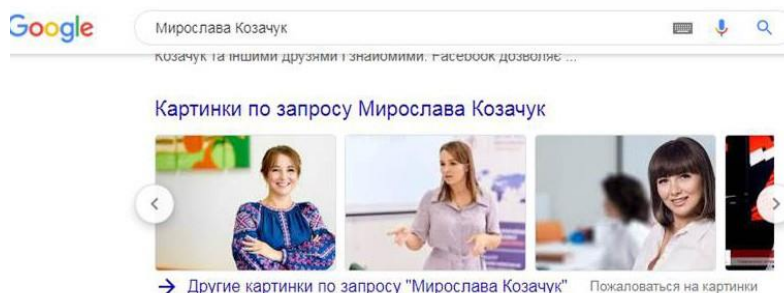 Google
Мирослава Козачук
Козачук та іншими друзями і знайомими. Facebook дозволяє ...
Картинки по запросу Мирослава Козачук
→ Другие картинки по запросу "Мирослава Козачук"
Пожаловаться на картинки